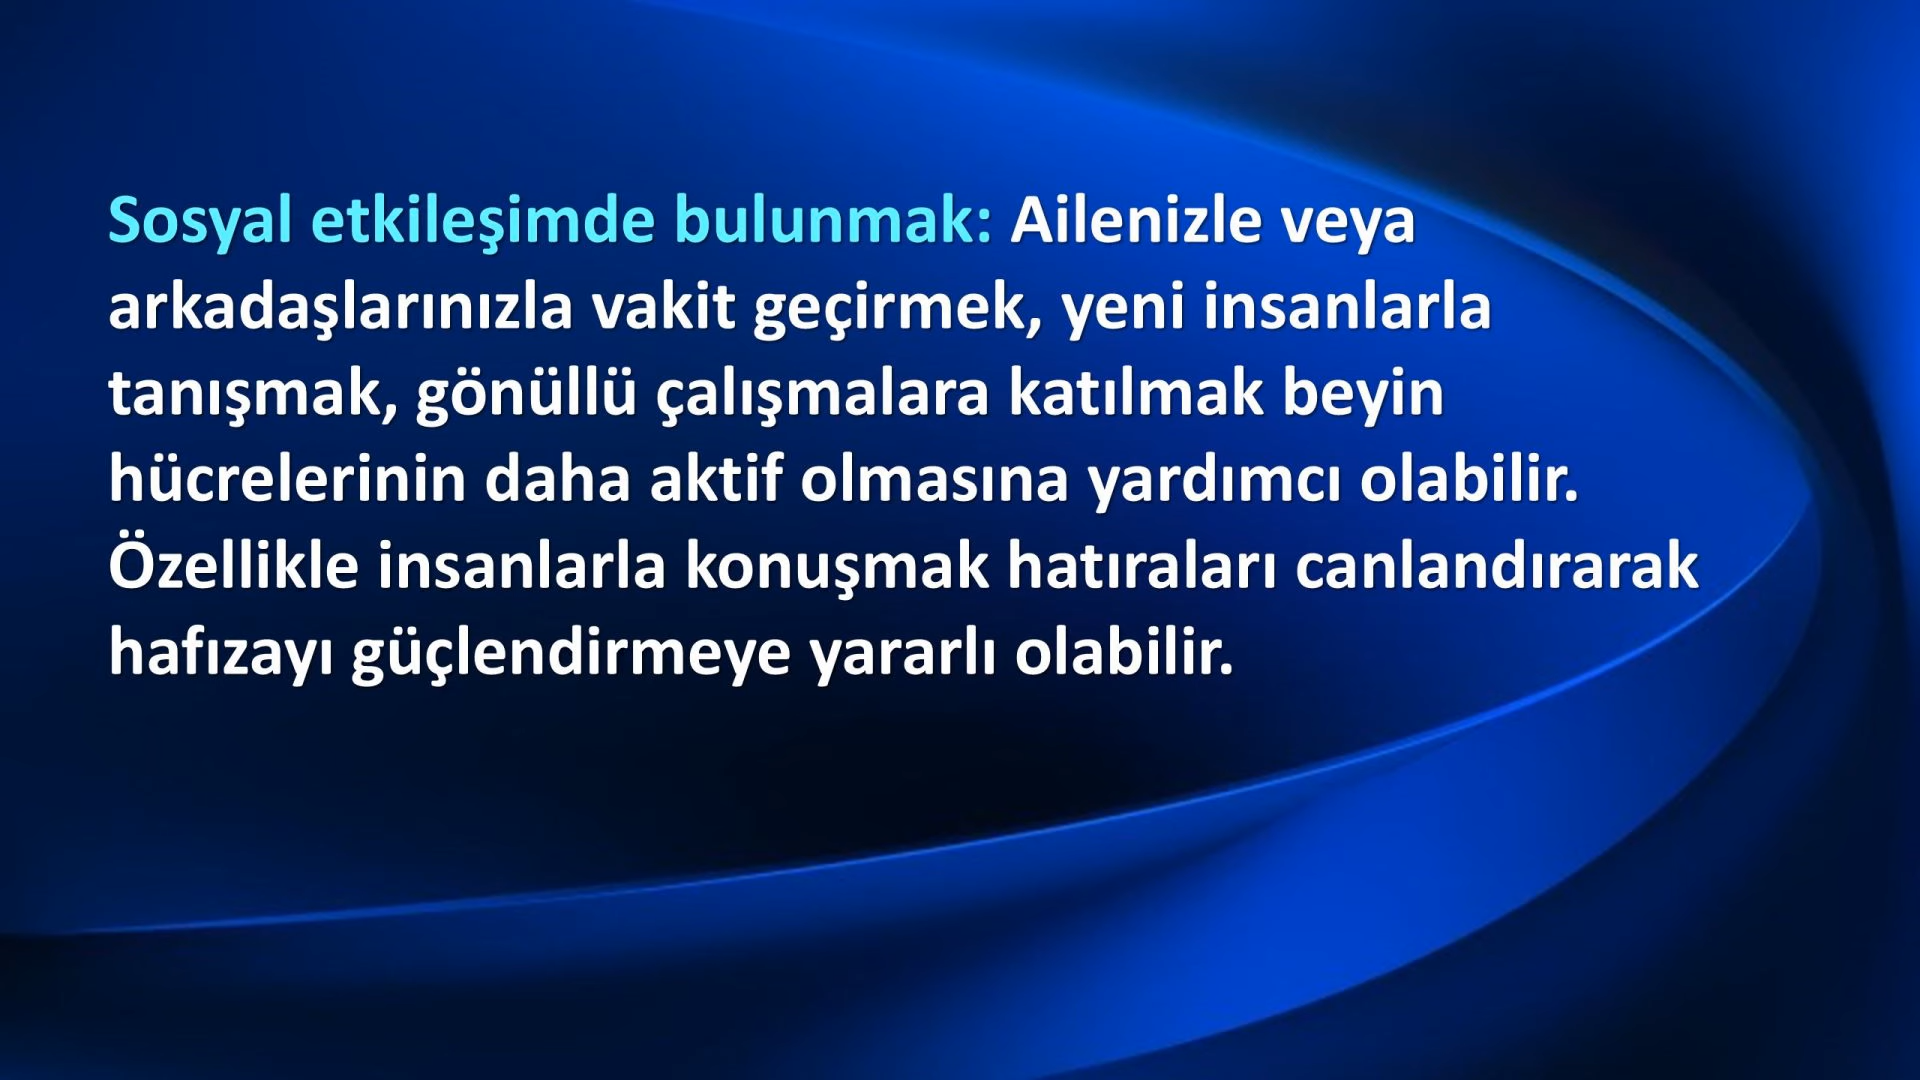 Sosyal etkileşimde bulunmak: Ailenizle veya
arkadaşlarınızla vakit geçirmek, yeni insanlarla
tanışmak, gönüllü çalışmalara katılmak beyin
hücrelerinin daha aktif olmasına yardımcı olabilir.
Özellikle insanlarla konuşmak hatıraları canlandırarak
hafızayı güçlendirmeye yararlı olabilir.